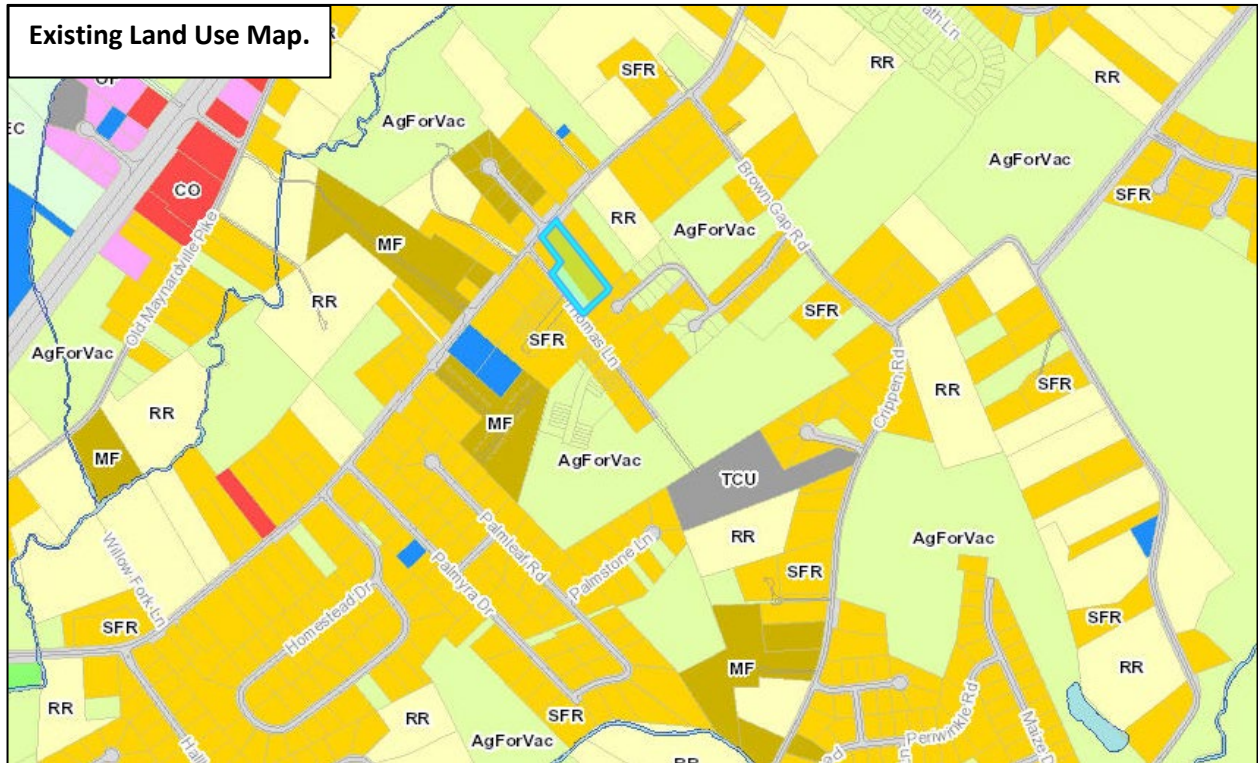 Existing Land Use Map.
RR
SFR
RR
OF
AgForVac
EC
AgForVac
SFR
CO
RR
Brown Gap Rd
AgForVac
MF
Old Maynardville Pike
RR
SFR
Thomas Ln
SFR
AgForVac
Crippen Rd
RR
SFR
RR
MF
MF
AgForVac
TCU
Willow Fork Ln
Palmleaf Rd
RR
AgForVac
Palmyra Dr
Palmstone Ln
Homestead Dr
SFR
SFR
SFR
MF
RR
RR
RR
SFR
Periwinkle Rd
AgForVac
RR